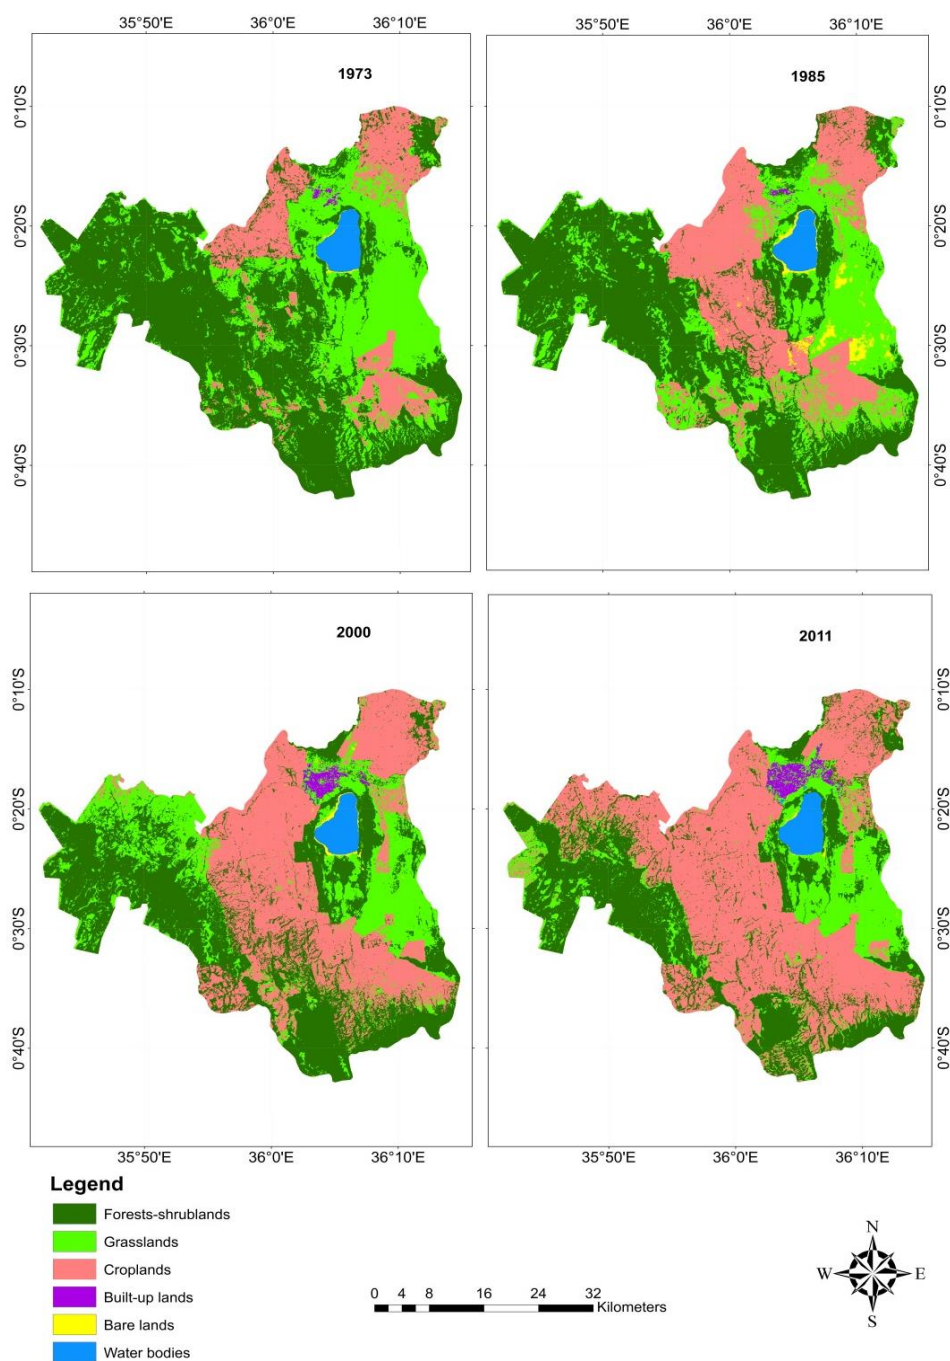 35°50'E 36°0'E 36°10'E 35°50'E 36°0'E 36°10'E
1973 1985
0°10'S 0°10'S
0°20'S 0°20'S
0°30'S 0°30'S
0°40'S 0°40'S
2000 2011
0°10'S 0°10'S
0°20'S 0°20'S
0°30'S 0°30'S
0°40'S 0°40'S
35°50'E 36°0'E 36°10'E 35°50'E 36°0'E 36°10'E
Legend
Forests-shrublands
Grasslands
Croplands
Built-up lands
Bare lands
Water bodies
0 2 4 8 16 24 32
Kilometers
N
W E
S